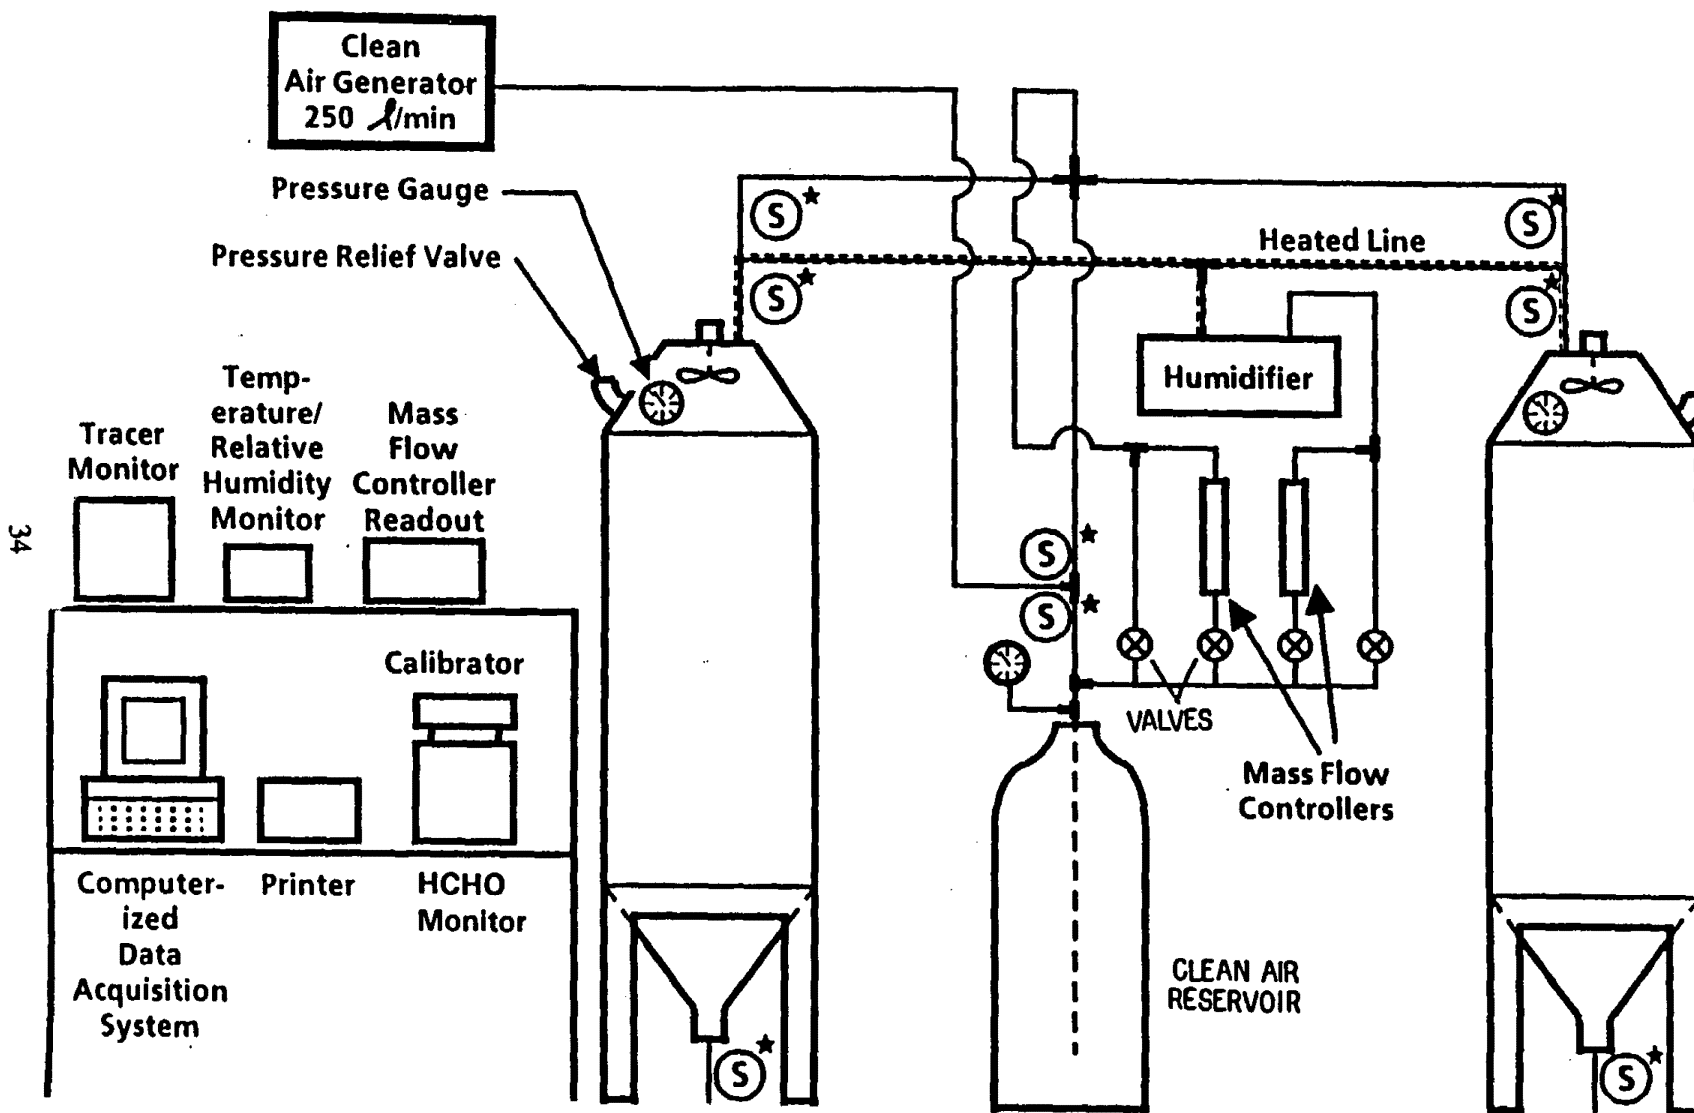 Clean
Air Generator
250 ℓ/min
Pressure Gauge
Pressure Relief Valve
S★
S★
Heated Line
S★
S★
Humidifier
Temp-
erature/
Relative
Humidity
Monitor
Tracer
Monitor
Mass
Flow
Controller
Readout
34
S★
S★
Calibrator
VALVES
Mass Flow
Controllers
Computer-
ized
Data
Acquisition
System
Printer
HCHO
Monitor
CLEAN AIR
RESERVOIR
S★
S★